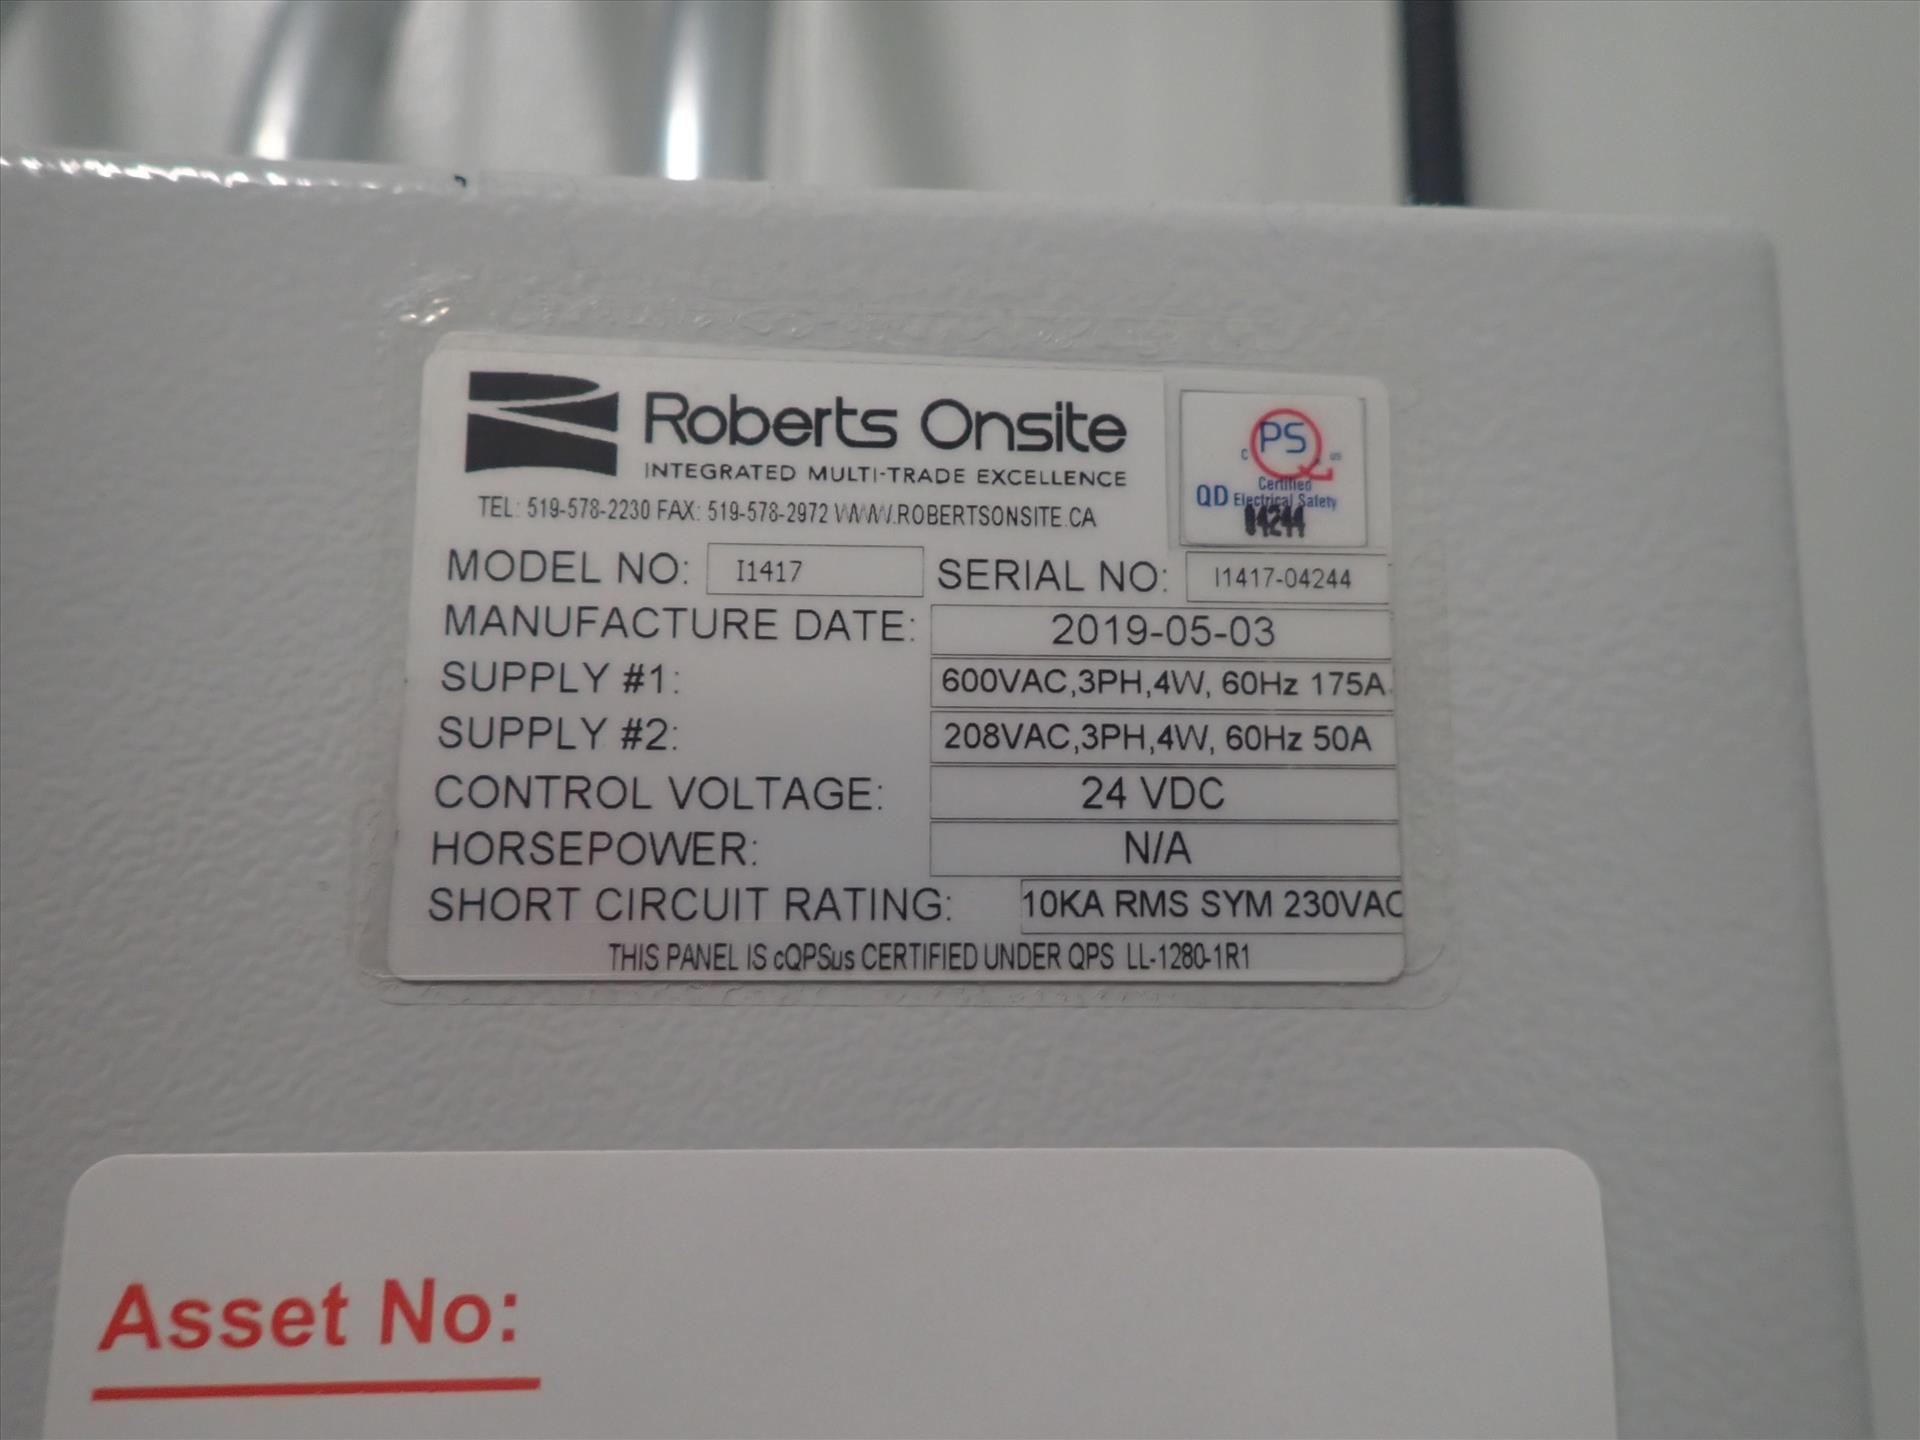 Roberts Onsite
INTEGRATED MULTI-TRADE EXCELLENCE
TEL: 519-578-2230 FAX: 519-578-2972 WWW.ROBERTSONSITE.CA
C PS US
Certified
QD Electrical Safety
04244
MODEL NO: I1417 SERIAL NO: I1417-04244
MANUFACTURE DATE: 2019-05-03
SUPPLY #1: 600VAC,3PH,4W, 60Hz 175A
SUPPLY #2: 208VAC,3PH,4W, 60Hz 50A
CONTROL VOLTAGE: 24 VDC
HORSEPOWER: N/A
SHORT CIRCUIT RATING: 10KA RMS SYM 230VAC
THIS PANEL IS cQPSus CERTIFIED UNDER QPS LL-1280-1R1
Asset No: